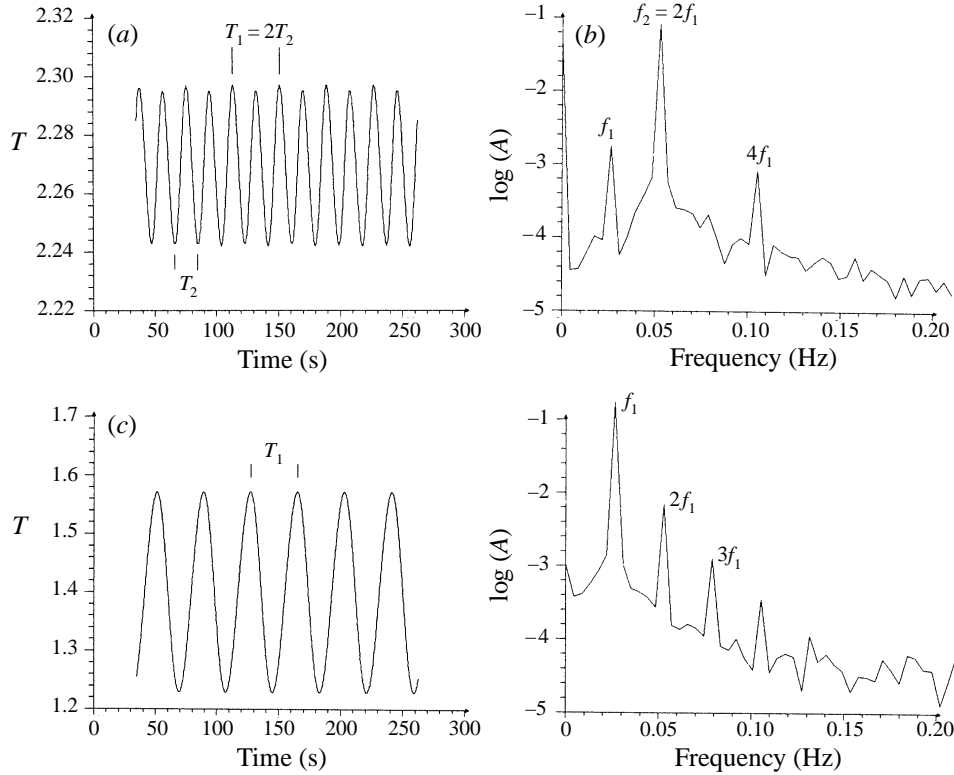 (a)
T₁ = 2T₂
T₂
T
2.32
2.30
2.28
2.26
2.24
2.22
0 50 100 150 200 250 300
Time (s)
(b)
f₂ = 2f₁
f₁
4f₁
log (A)
−1
−2
−3
−4
−5
0 0.05 0.10 0.15 0.20
Frequency (Hz)
(c)
T₁
T
1.7
1.6
1.5
1.4
1.3
1.2
0 50 100 150 200 250 300
Time (s)
f₁
2f₁
3f₁
log (A)
−1
−2
−3
−4
−5
0 0.05 0.10 0.15 0.20
Frequency (Hz)